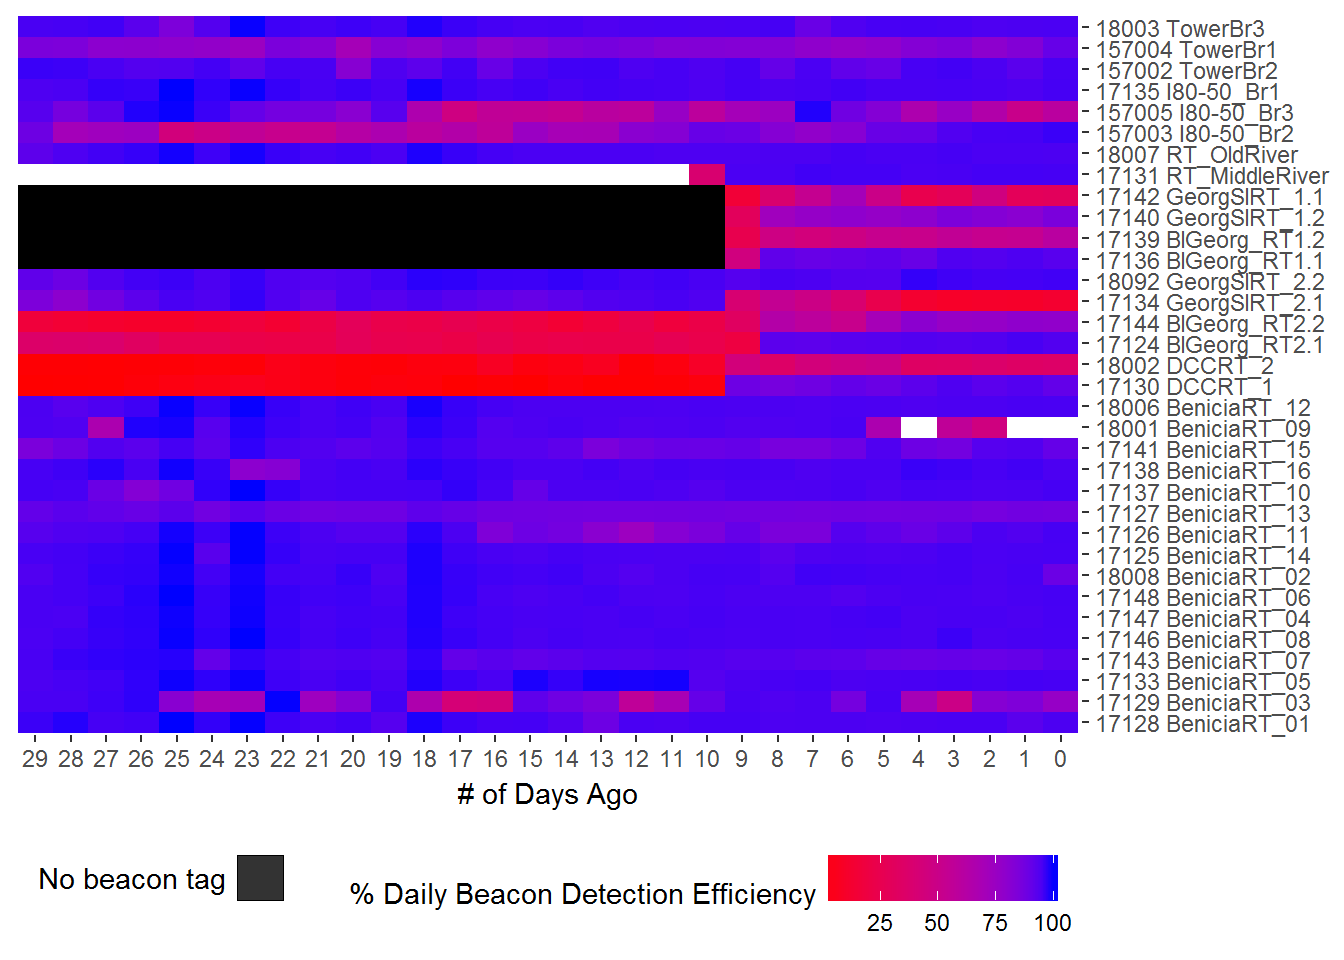 18003 TowerBr3
157004 TowerBr1
157002 TowerBr2
17135 I80-50_Br1
157005 I80-50_Br3
157003 I80-50_Br2
18007 RT_OldRiver
17131 RT_MiddleRiver
17142 GeorgSlRT_1.1
17140 GeorgSlRT_1.2
17139 BlGeorg_RT1.2
17136 BlGeorg_RT1.1
18092 GeorgSlRT_2.2
17134 GeorgSlRT_2.1
17144 BlGeorg_RT2.2
17124 BlGeorg_RT2.1
18002 DCCRT_2
17130 DCCRT_1
18006 BeniciaRT_12
18001 BeniciaRT_09
17141 BeniciaRT_15
17138 BeniciaRT_16
17137 BeniciaRT_10
17127 BeniciaRT_13
17126 BeniciaRT_11
17125 BeniciaRT_14
18008 BeniciaRT_02
17148 BeniciaRT_06
17147 BeniciaRT_04
17146 BeniciaRT_08
17143 BeniciaRT_07
17133 BeniciaRT_05
17129 BeniciaRT_03
17128 BeniciaRT_01
29 28 27 26 25 24 23 22 21 20 19 18 17 16 15 14 13 12 11 10 9 8 7 6 5 4 3 2 1 0
# of Days Ago
No beacon tag
% Daily Beacon Detection Efficiency
25 50 75 100